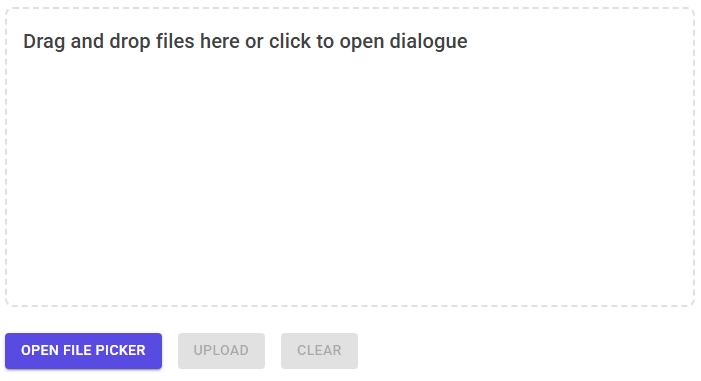 Drag and drop files here or click to open dialogue
OPEN FILE PICKER UPLOAD CLEAR